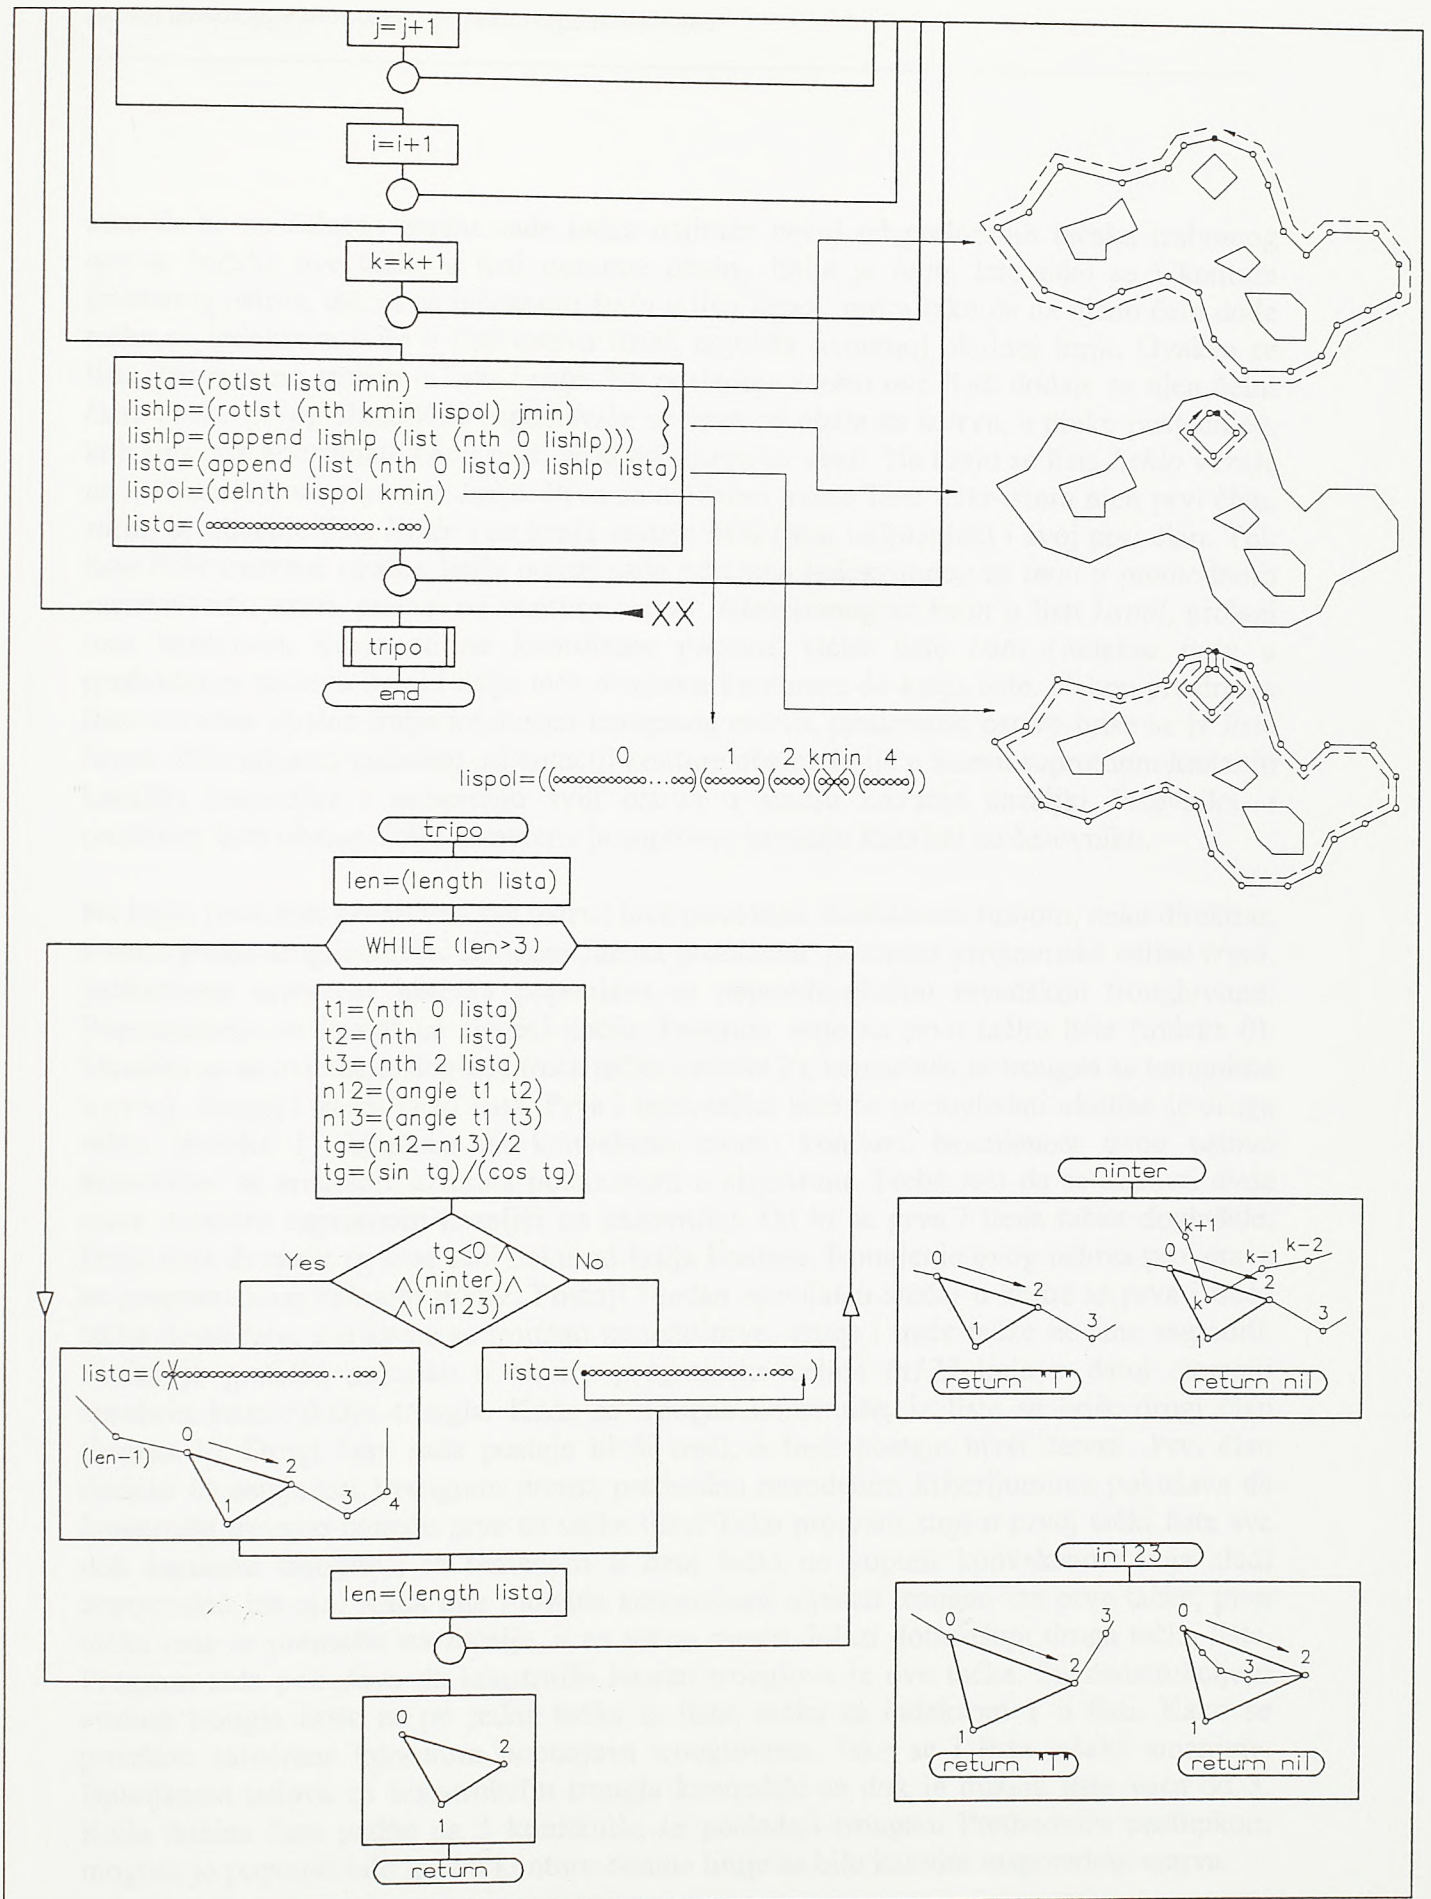 j=j+1
i=i+1
k=k+1
lista=(rotlst lista imin)
lishlp=(rotlst (nth kmin lispol) jmin)
lishlp=(append lishlp (list (nth 0 lishlp)))
lista=(append (list (nth 0 lista)) lishlp lista)
lispol=(delnth lispol kmin)
lista=(∞∞∞∞∞∞∞∞...∞∞)
XX
tripo
end
0 1 2 kmin 4
lispol=((∞∞∞∞∞...∞∞)(∞∞∞)(∞∞)(∞∞)(∞∞∞))
tripo
len=(length lista)
WHILE (len>3)
t1=(nth 0 lista)
t2=(nth 1 lista)
t3=(nth 2 lista)
n12=(angle t1 t2)
n13=(angle t1 t3)
tg=(n12-n13)/2
tg=(sin tg)/(cos tg)
Yes
tg<0 ∧
∧(ninter)∧
∧(in123)
No
lista=(∞∞∞∞∞∞∞∞...∞∞)
(len-1)
0
1
2
3
4
lista=(•∞∞∞∞∞∞∞∞...∞∞ )
len=(length lista)
0
2
1
return
ninter
0
2
1
3
return "T"
k+1
0
k-1
k-2
2
k
1
3
return nil
in123
0
3
2
1
return "T"
0
2
3
1
return nil